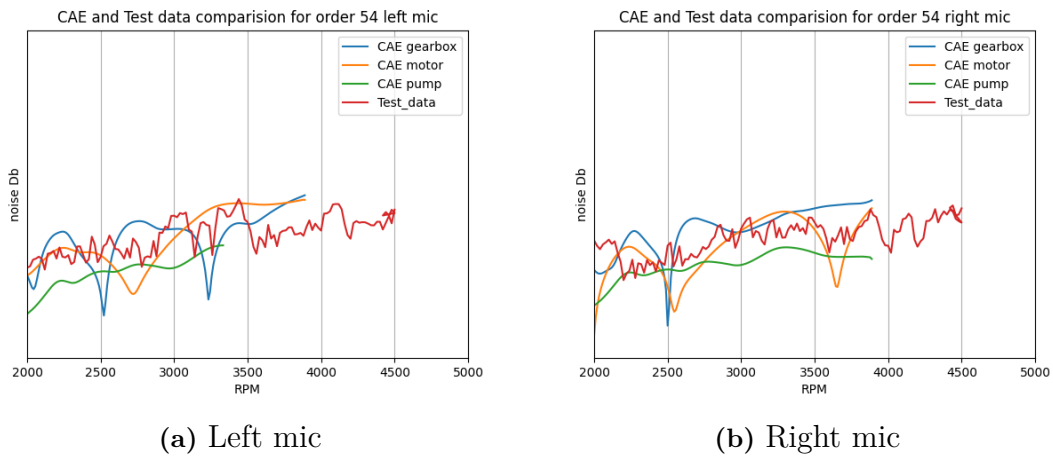 CAE and Test data comparision for order 54 left mic
CAE gearbox
CAE motor
CAE pump
Test_data
noise Db
2000 2500 3000 3500 4000 4500 5000
RPM
(a) Left mic
CAE and Test data comparision for order 54 right mic
CAE gearbox
CAE motor
CAE pump
Test_data
noise Db
2000 2500 3000 3500 4000 4500 5000
RPM
(b) Right mic